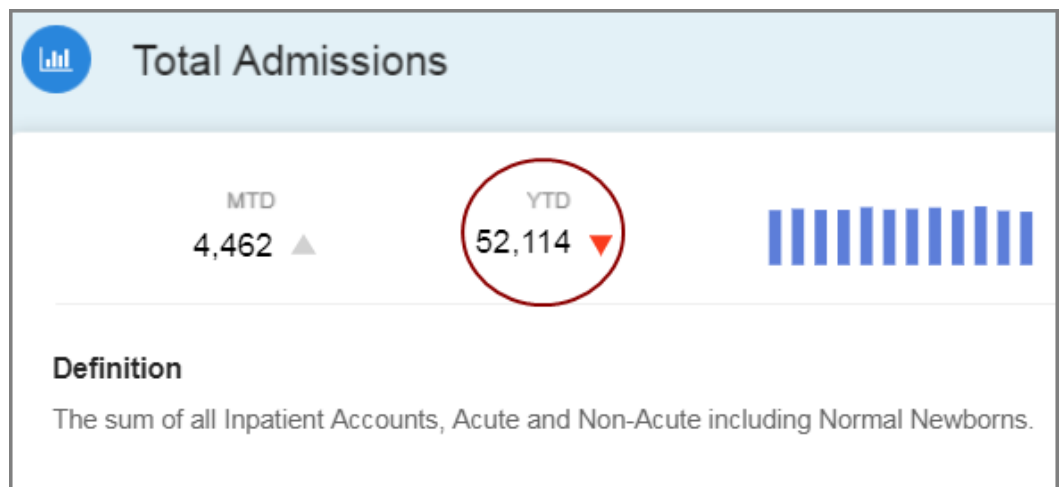 Total Admissions
MTD
YTD
4,462
52,114
Definition
The sum of all Inpatient Accounts, Acute and Non-Acute including Normal Newborns.